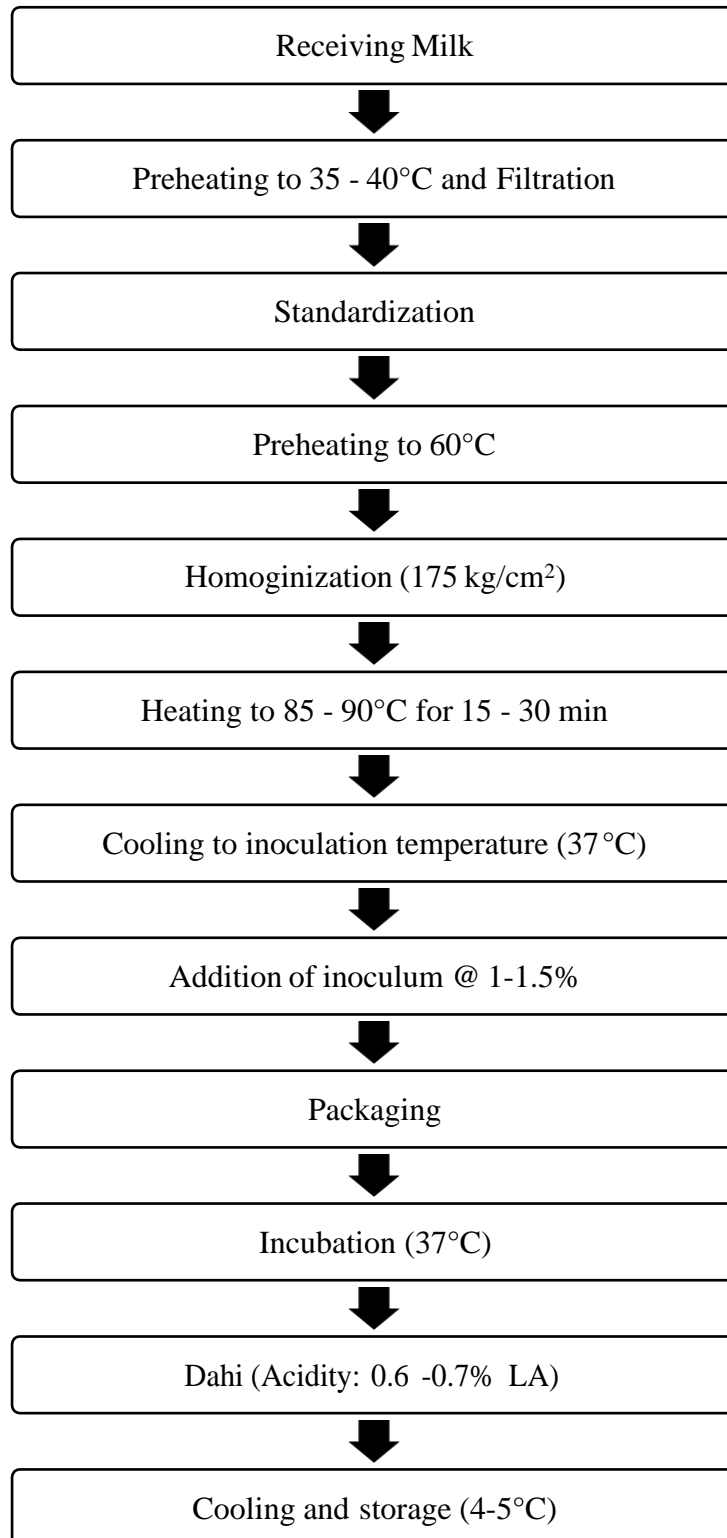 Receiving Milk
Preheating to 35 - 40°C and Filtration
Standardization
Preheating to 60°C
Homoginization (175 kg/cm²)
Heating to 85 - 90°C for 15 - 30 min
Cooling to inoculation temperature (37°C)
Addition of inoculum @ 1-1.5%
Packaging
Incubation (37°C)
Dahi (Acidity: 0.6 -0.7% LA)
Cooling and storage (4-5°C)